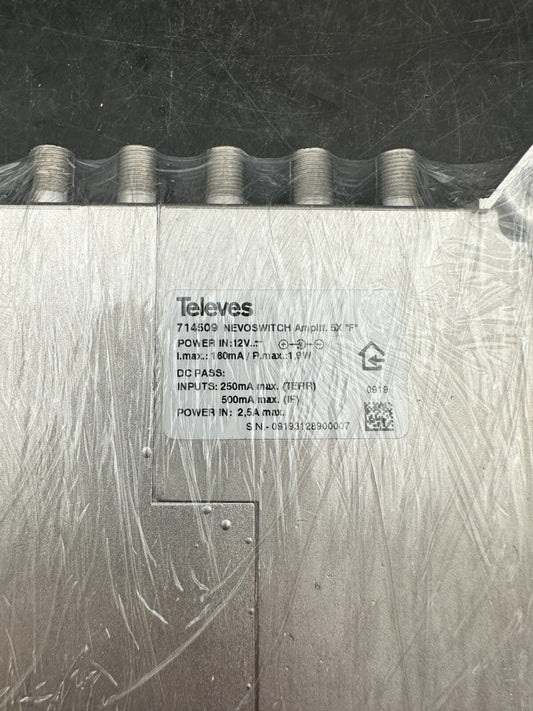 Televes
714509 NEVOSWITCH Amplif. 5X "F"
POWER IN:12V
I.max.: 160mA / P.max.:1,9W
DC PASS:
INPUTS: 250mA max. (TERR)
500mA max. (IF)
POWER IN: 2,5A max.
0919
S.N.- 09193128900007